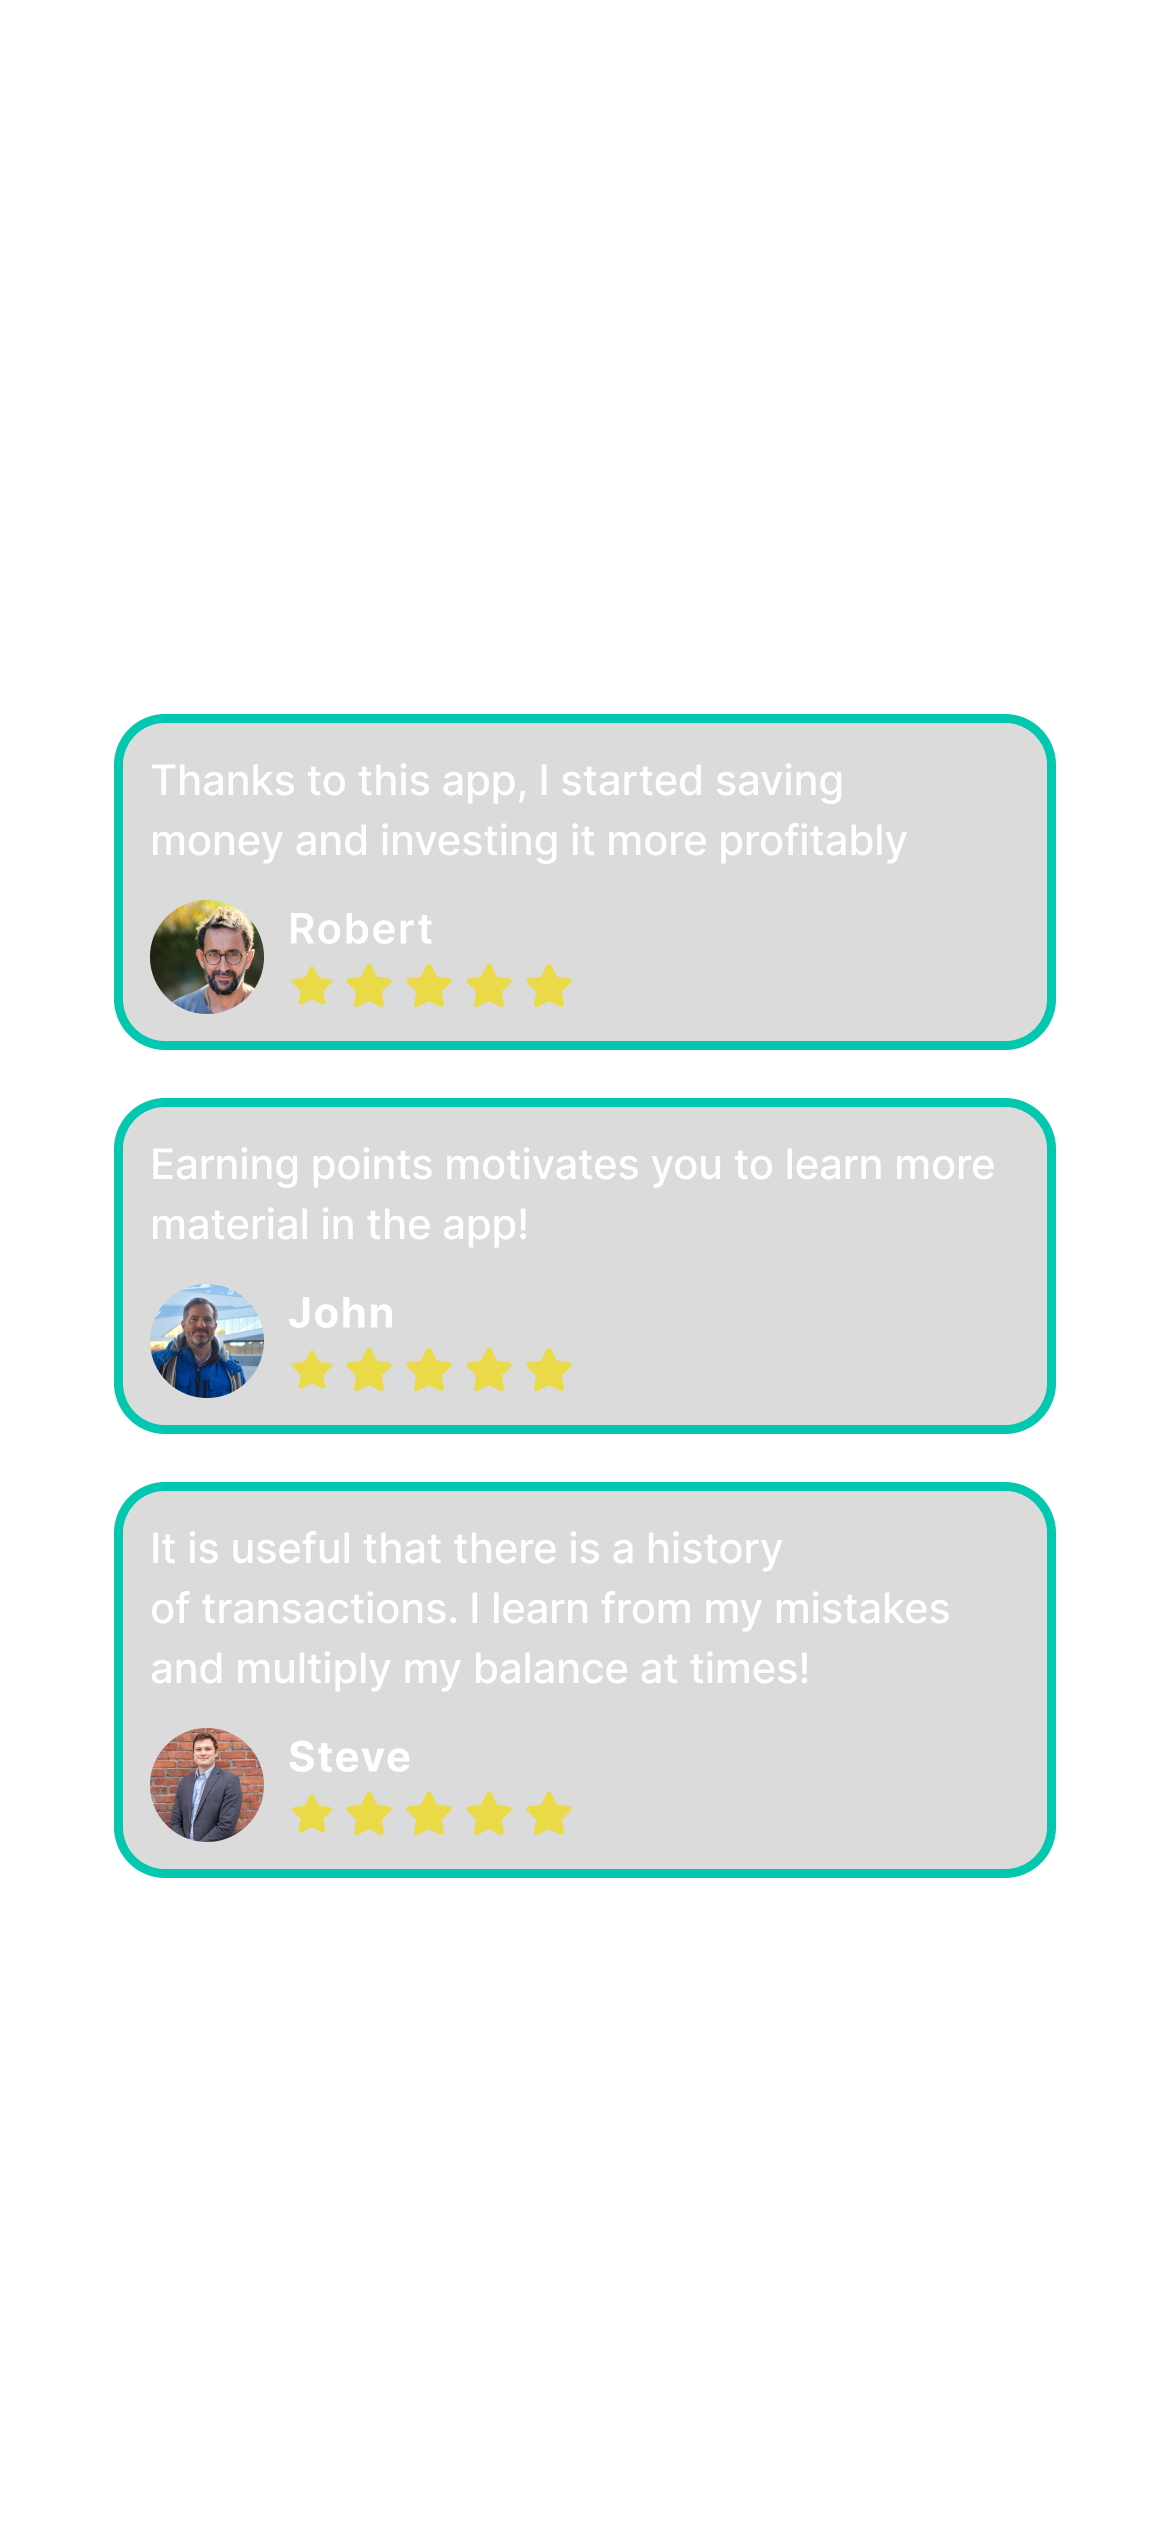 Thanks to this app, I started saving
money and investing it more profitably
Robert
Earning points motivates you to learn more
material in the app!
John
It is useful that there is a history
of transactions. I learn from my mistakes
and multiply my balance at times!
Steve